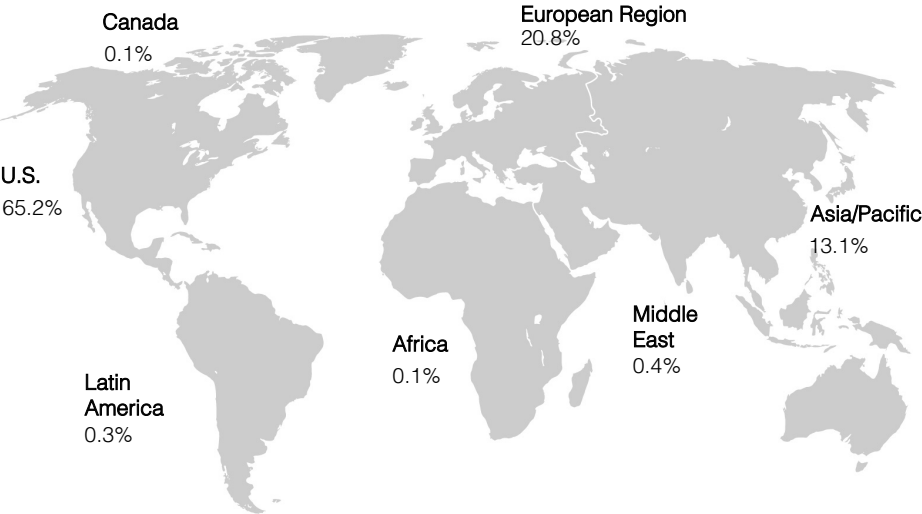 Canada
0.1%
European Region
20.8%
U.S.
65.2%
Asia/Pacific
13.1%
Middle
East
0.4%
Africa
0.1%
Latin
America
0.3%